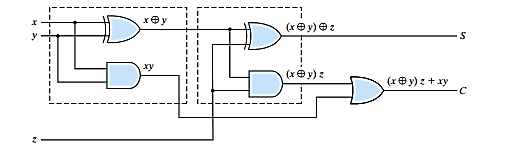 x
y
x ⊕ y
xy
(x ⊕ y) ⊕ z
S
(x ⊕ y) z
(x ⊕ y) z + xy
C
z